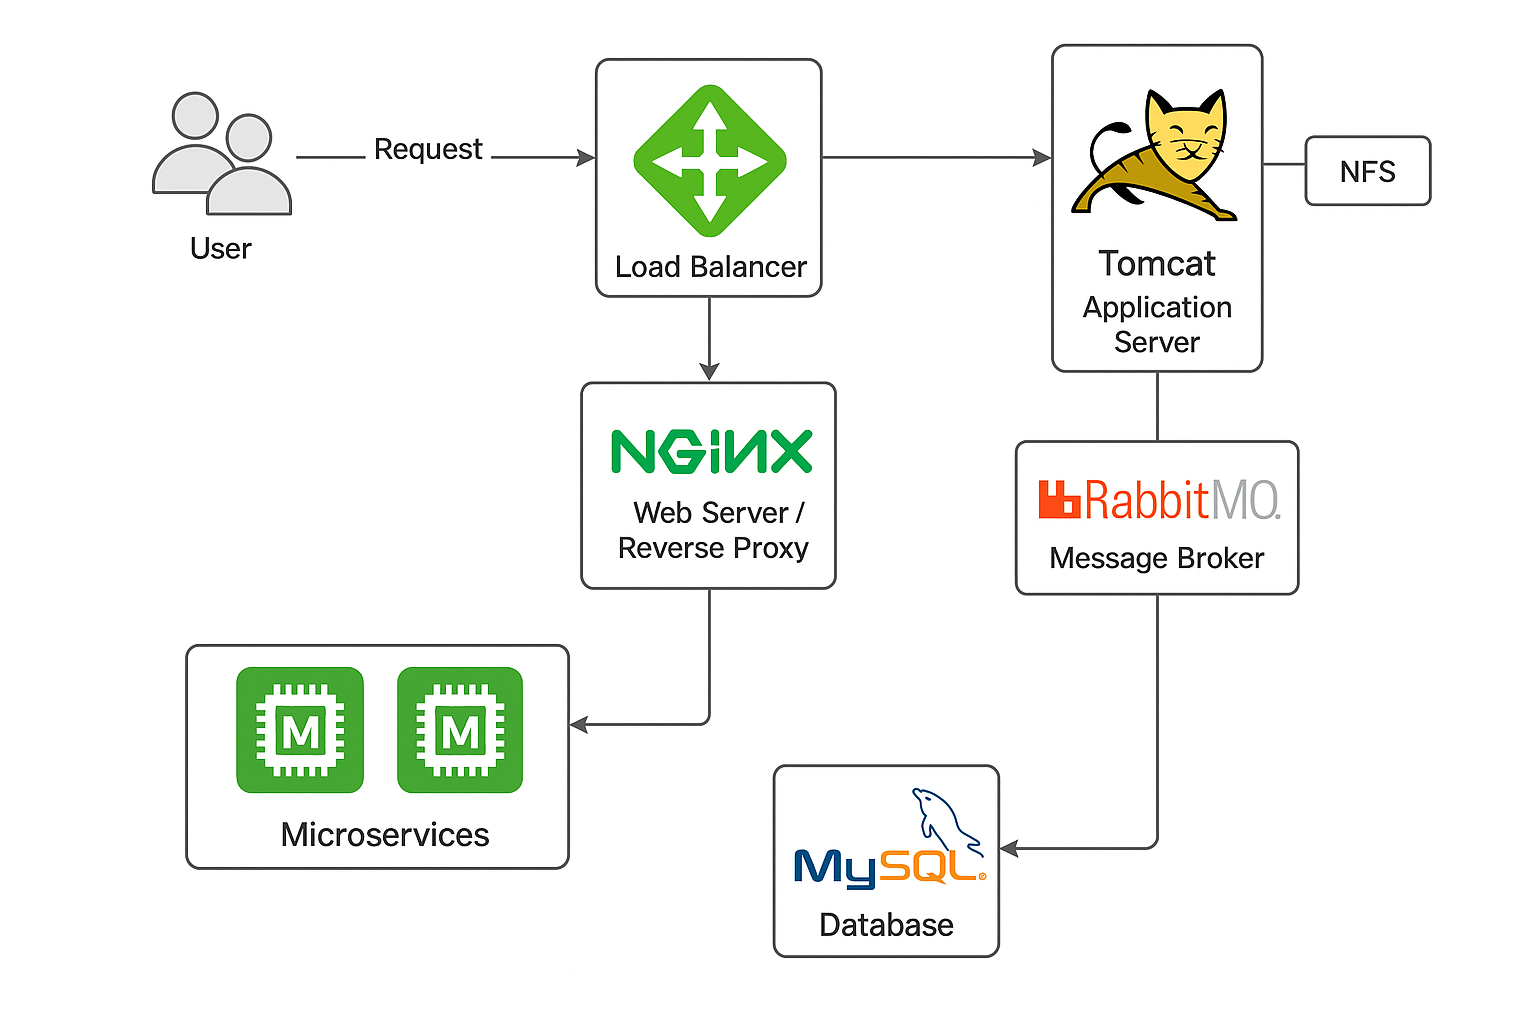 Request
User
Load Balancer
Tomcat
Application
Server
NFS
NGINX
Web Server /
Reverse Proxy
RabbitMQ
Message Broker
M M
Microservices
MySQL
Database